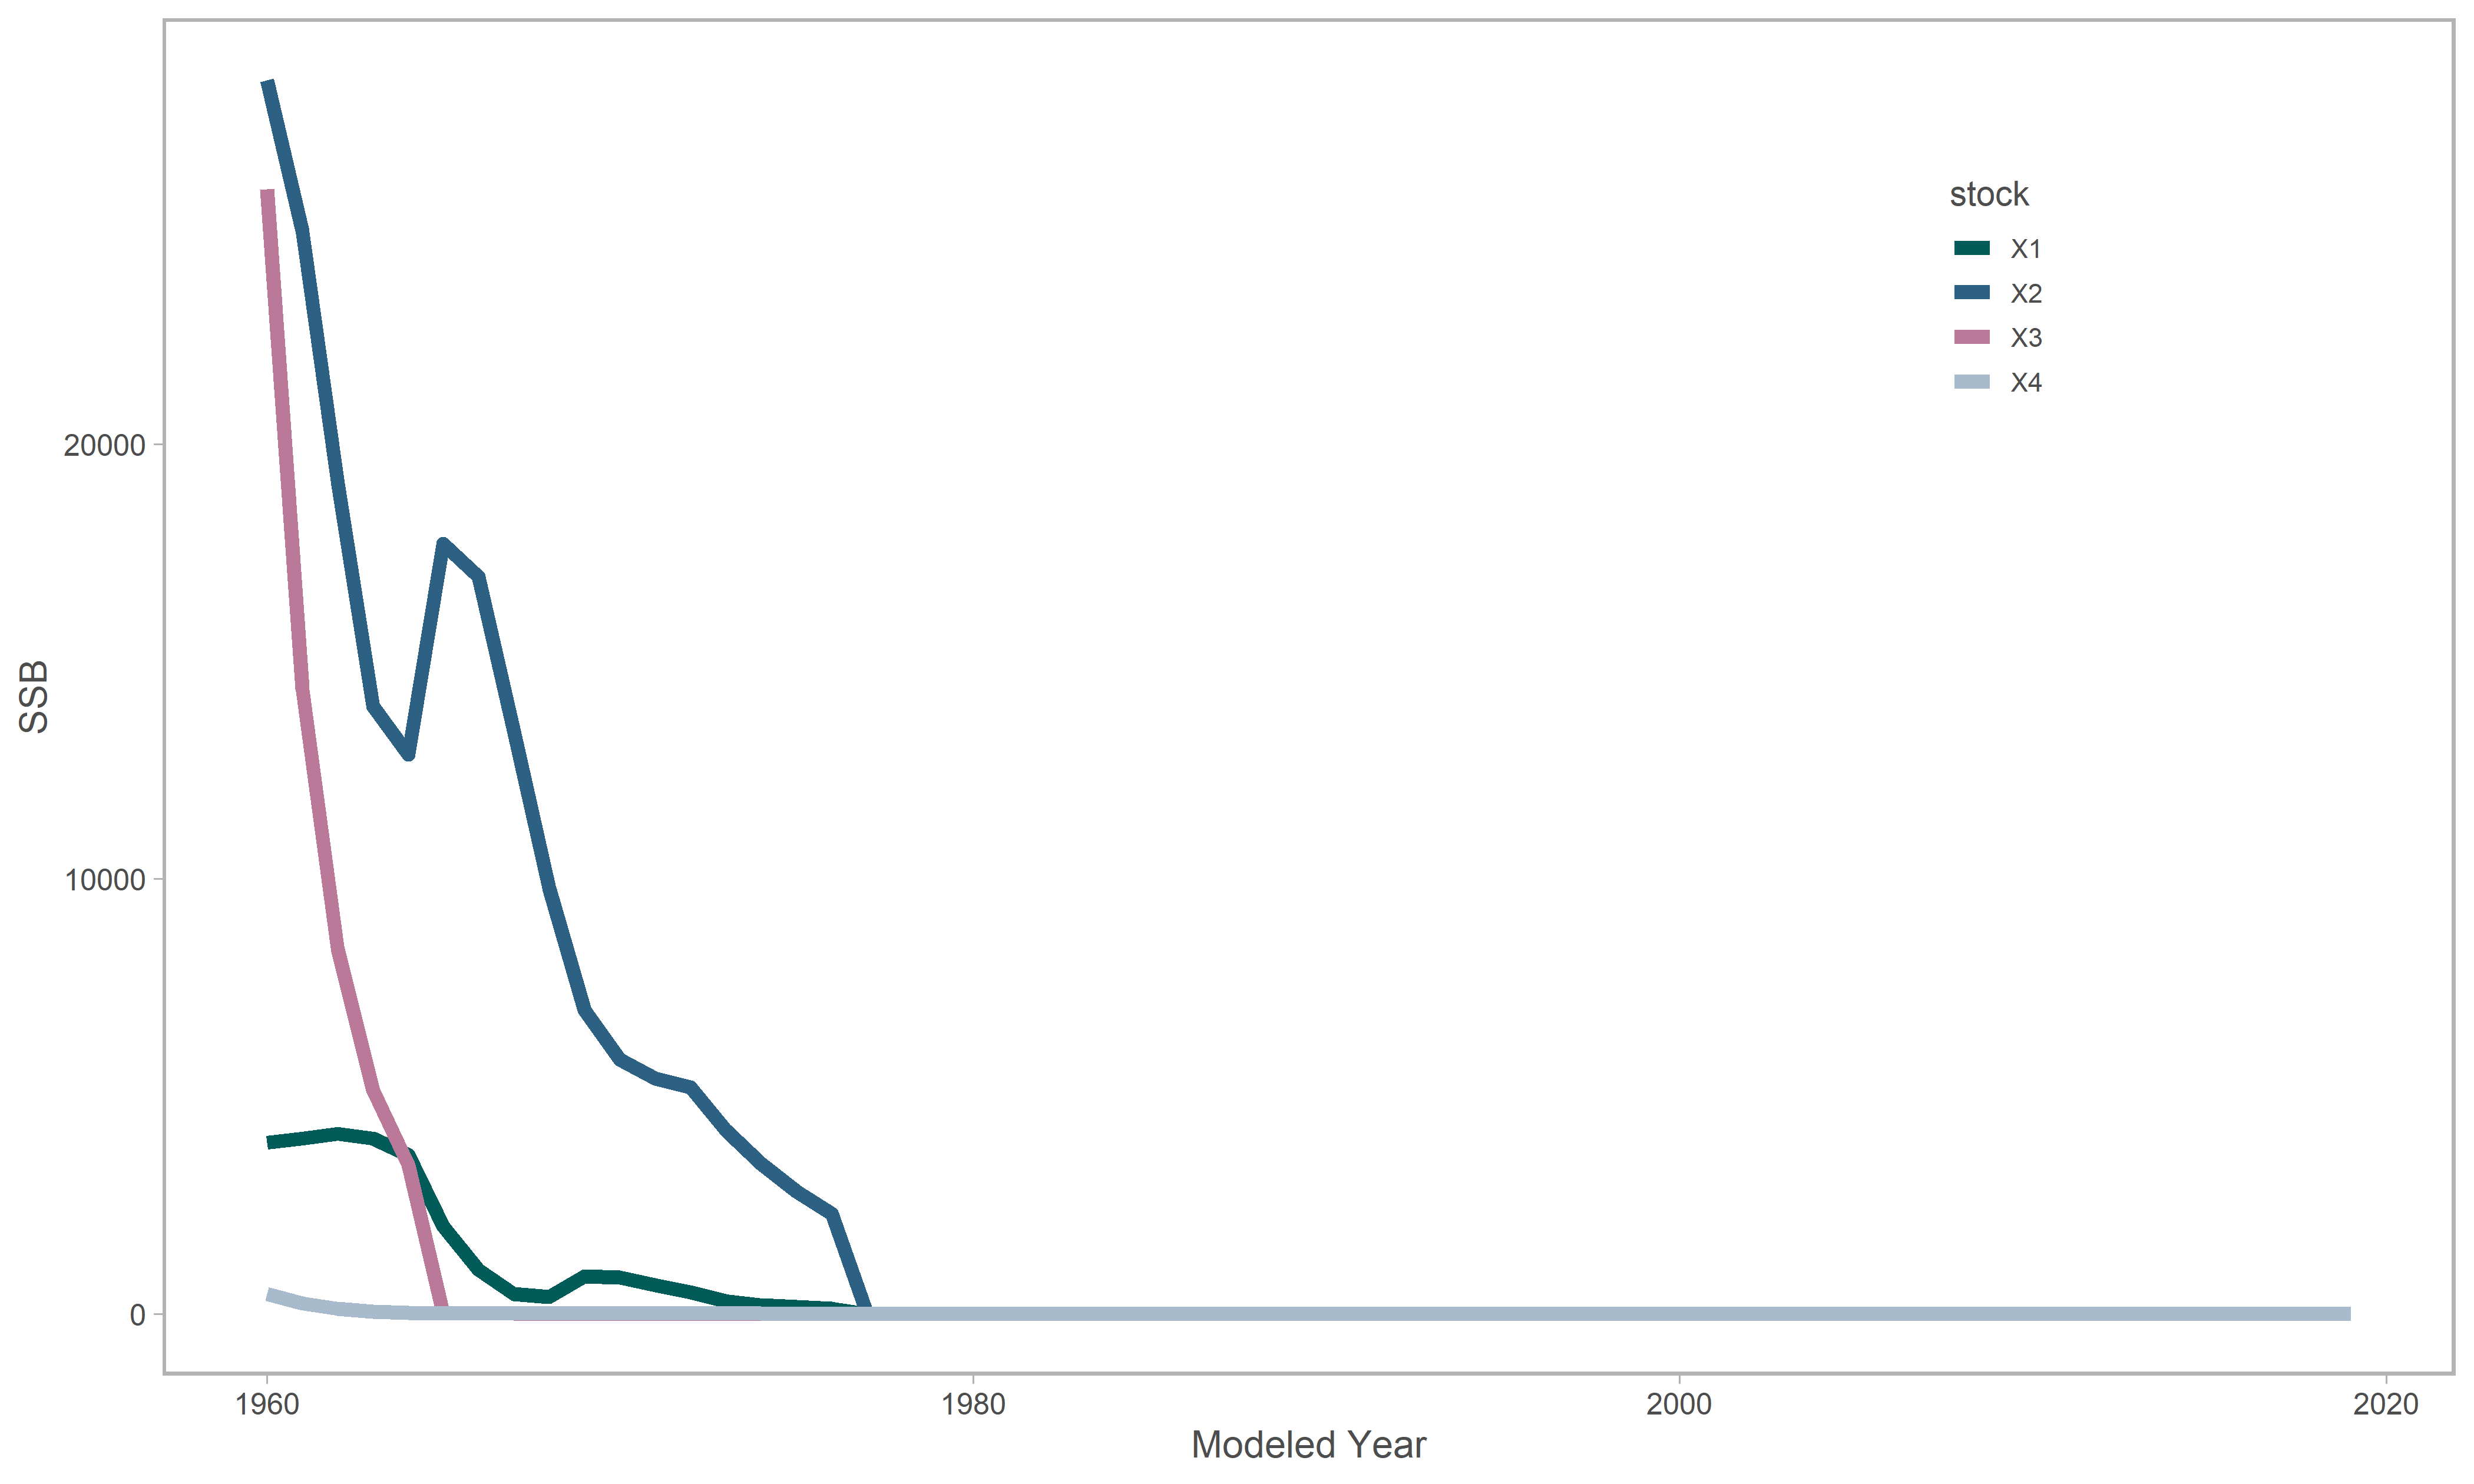 stock
X1
X2
X3
X4
20000
10000
0
SSB
1960 1980 2000 2020
Modeled Year